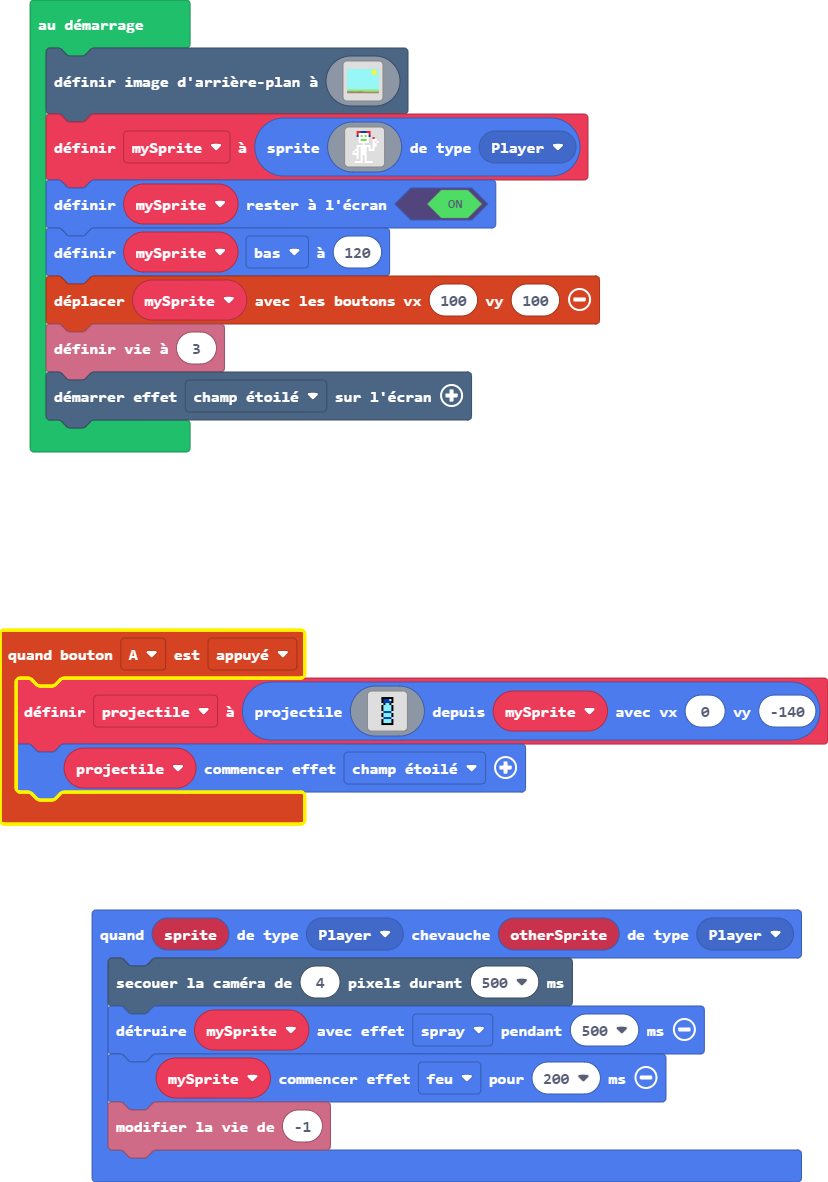 au démarrage
définir image d'arrière-plan à
définir mySprite à sprite de type Player
définir mySprite rester à l'écran ON
définir mySprite bas à 120
déplacer mySprite avec les boutons vx 100 vy 100
définir vie à 3
démarrer effet champ étoilé sur l'écran
quand bouton A est appuyé
définir projectile à projectile depuis mySprite avec vx 0 vy -140
projectile commencer effet champ étoilé
quand sprite de type Player chevauche otherSprite de type Player
secouer la caméra de 4 pixels durant 500 ms
détruire mySprite avec effet spray pendant 500 ms
mySprite commencer effet feu pour 200 ms
modifier la vie de -1